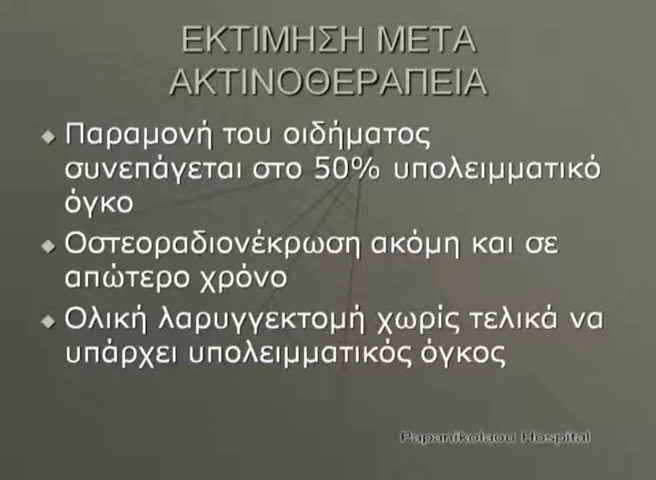 ΕΚΤΙΜΗΣΗ ΜΕΤΑ
ΑΚΤΙΝΟΘΕΡΑΠΕΙΑ
Παραμονή του οιδήματος
συνεπάγεται στο 50% υπολειμματικό
όγκο
Οστεοραδιονέκρωση ακόμη και σε
απώτερο χρόνο
Ολική λαρυγγεκτομή χωρίς τελικά να
υπάρχει υπολειμματικός όγκος
Papanikolaou Hospital